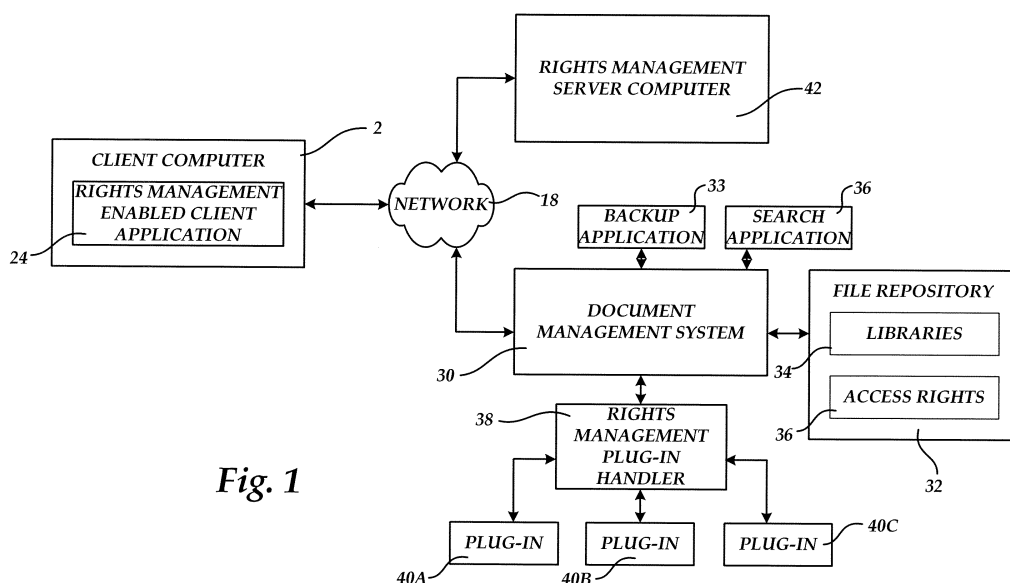 RIGHTS MANAGEMENT
SERVER COMPUTER
42
2
CLIENT COMPUTER
RIGHTS MANAGEMENT
ENABLED CLIENT
APPLICATION
24
NETWORK
18
33
BACKUP
APPLICATION
36
SEARCH
APPLICATION
DOCUMENT
MANAGEMENT SYSTEM
30
FILE REPOSITORY
LIBRARIES
34
ACCESS RIGHTS
36
32
38
RIGHTS
MANAGEMENT
PLUG-IN
HANDLER
Fig. 1
PLUG-IN
40A
PLUG-IN
40B
PLUG-IN
40C